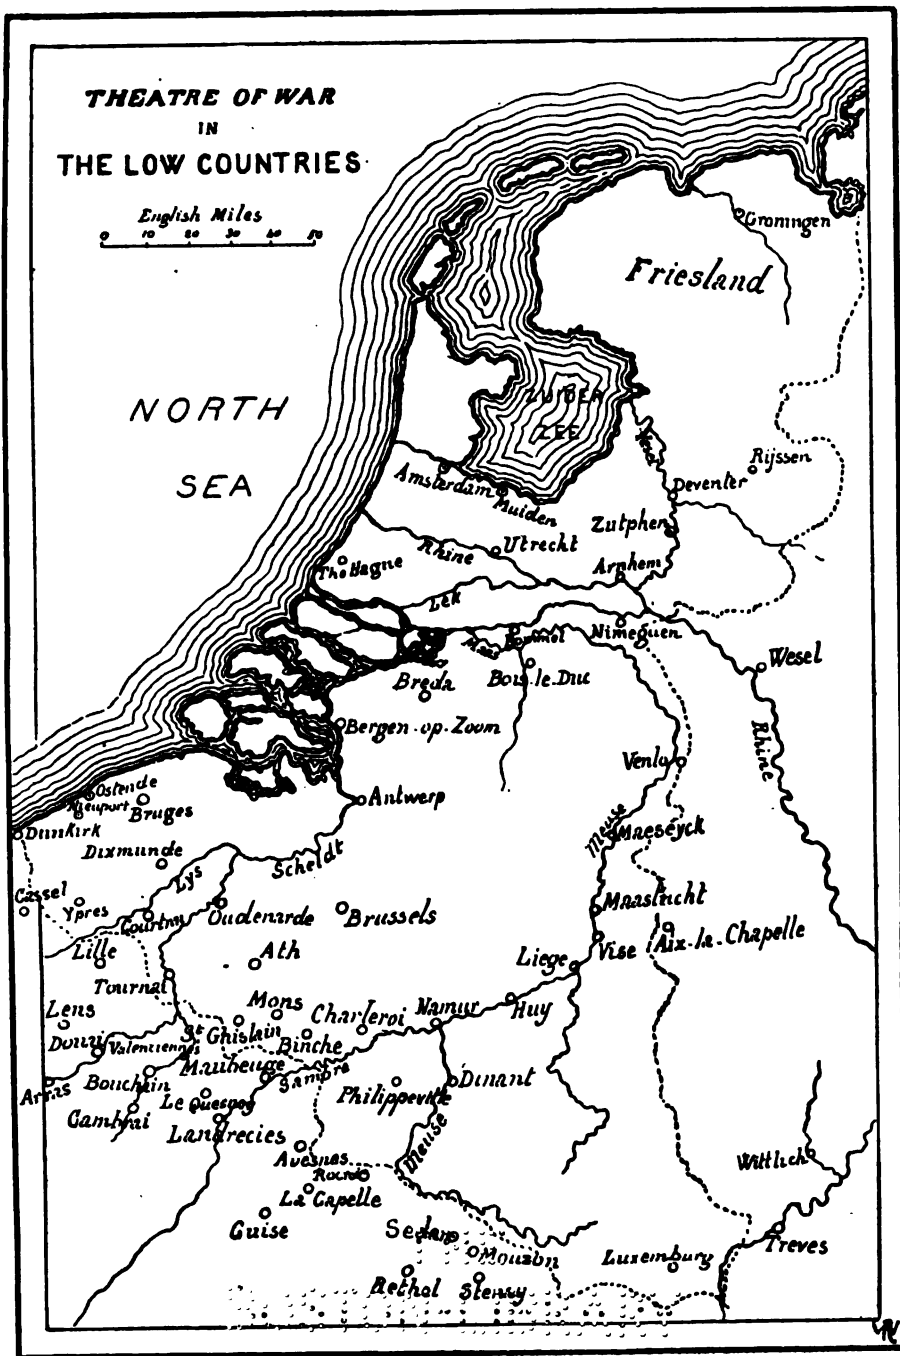 THEATRE OF WAR
IN
THE LOW COUNTRIES
English Miles
0 10 20 30 40 50
Groningen
Friesland
NORTH
SEA
ZUIDER
ZEE
Rijssen
Amsterdam
Muiden
Deventer
Zutphen
Rhine
Utrecht
The Hague
Arnhem
Lek
Nimeguen
Maas
Bommel
Wesel
Breda
Bois-le-Duc
Bergen-op-Zoom
Rhine
Venlo
Ostende
Nieuport
Bruges
Antwerp
Dunkirk
Meuse
Maeseyck
Dixmunde
Scheldt
Lys
Cassel
Ypres
Courtray
Oudenarde
Brussels
Maastricht
Lille
Ath
Liege
Vise
Aix-la-Chapelle
Tournai
Lens
Mons
Charleroi
Namur
Huy
Douai
Valenciennes
St
Ghislain
Binche
Maubeuge
Sambre
Arras
Bouchain
Philippeville
Dinant
Cambrai
Le Quesnoy
Landrecies
Meuse
Avesnes
Rocroi
Wittlich
La Capelle
Guise
Sedan
Mouzon
Luxemburg
Treves
Rethel
Stenay